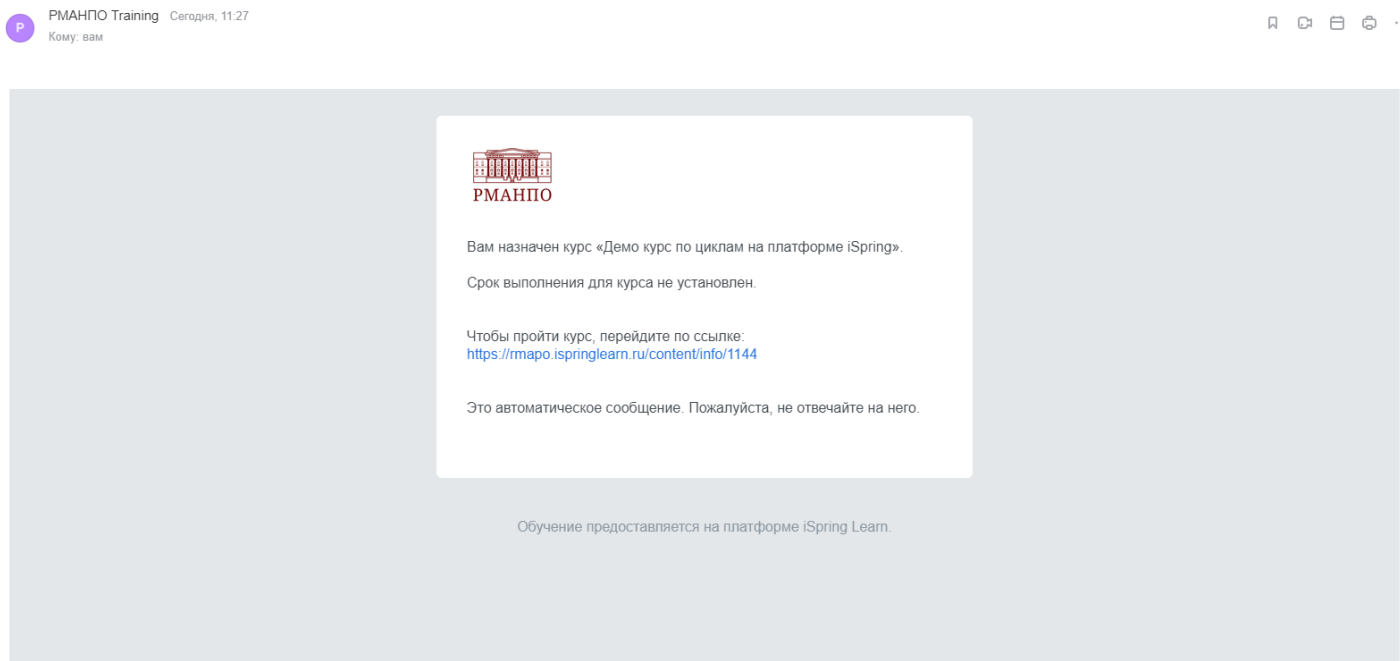 РМАНПО Training Сегодня, 11:27
Р
Кому: вам
РМАНПО
Вам назначен курс «Демо курс по циклам на платформе iSpring».
Срок выполнения для курса не установлен.
Чтобы пройти курс, перейдите по ссылке:
https://rmapo.ispringlearn.ru/content/info/1144
Это автоматическое сообщение. Пожалуйста, не отвечайте на него.
Обучение предоставляется на платформе iSpring Learn.